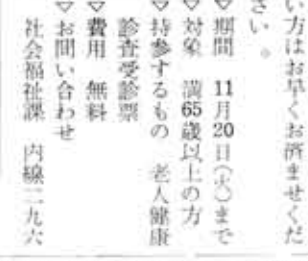 い方はお早くお済ませくだ
さい。
▽期間　11月20日(水)まで
▽対象　満65歳以上の方
▽持参するもの　老人健康
診査受診票
▽費用　無料
▽お問い合わせ
社会福祉課　内線二九六